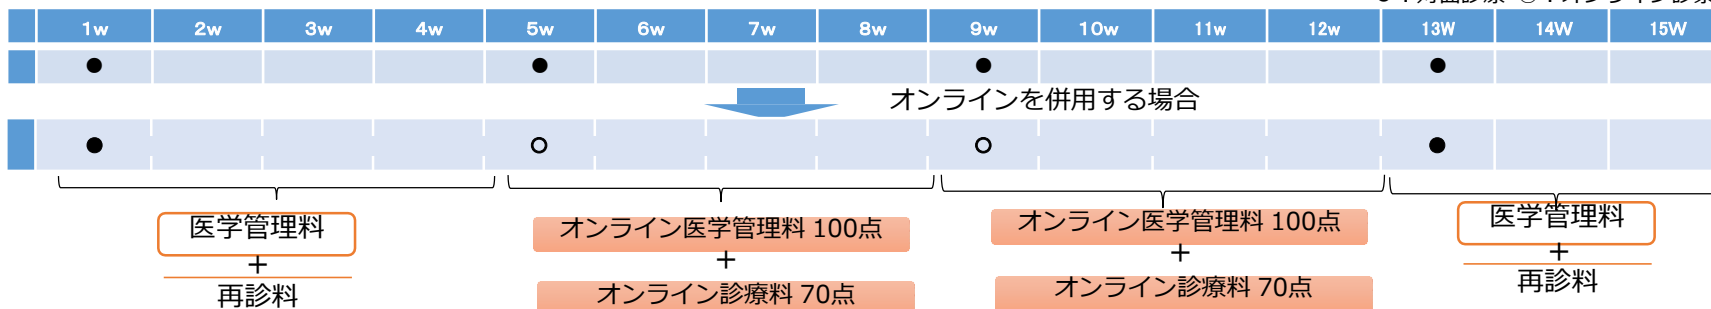 1w 2w 3w 4w 5w 6w 7w 8w 9w 10w 11w 12w 13W 14W 15W
オンラインを併用する場合
医学管理料
+
再診料
オンライン医学管理料 100点
+
オンライン診療料 70点
オンライン医学管理料 100点
+
オンライン診療料 70点
医学管理料
+
再診料